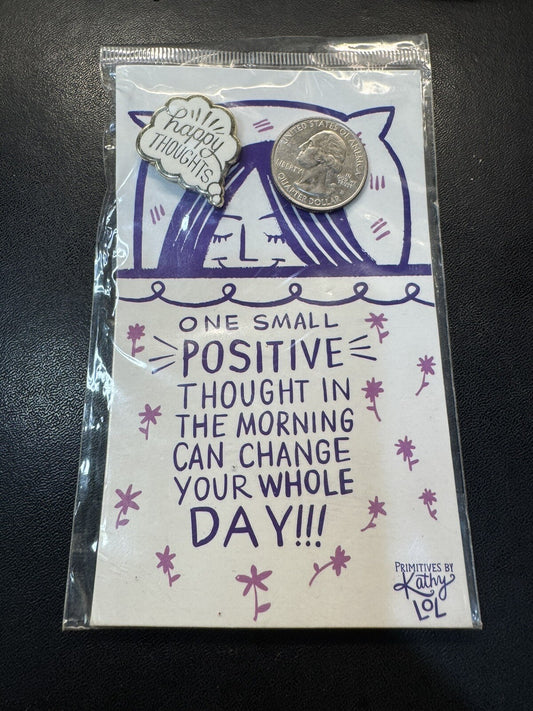 happy
THOUGHTS
UNITED STATES OF AMERICA
LIBERTY
QUARTER DOLLAR
ONE SMALL
POSITIVE
THOUGHT IN
THE MORNING
CAN CHANGE
YOUR WHOLE
DAY!!!
PRIMITIVES BY
Kathy
LOL